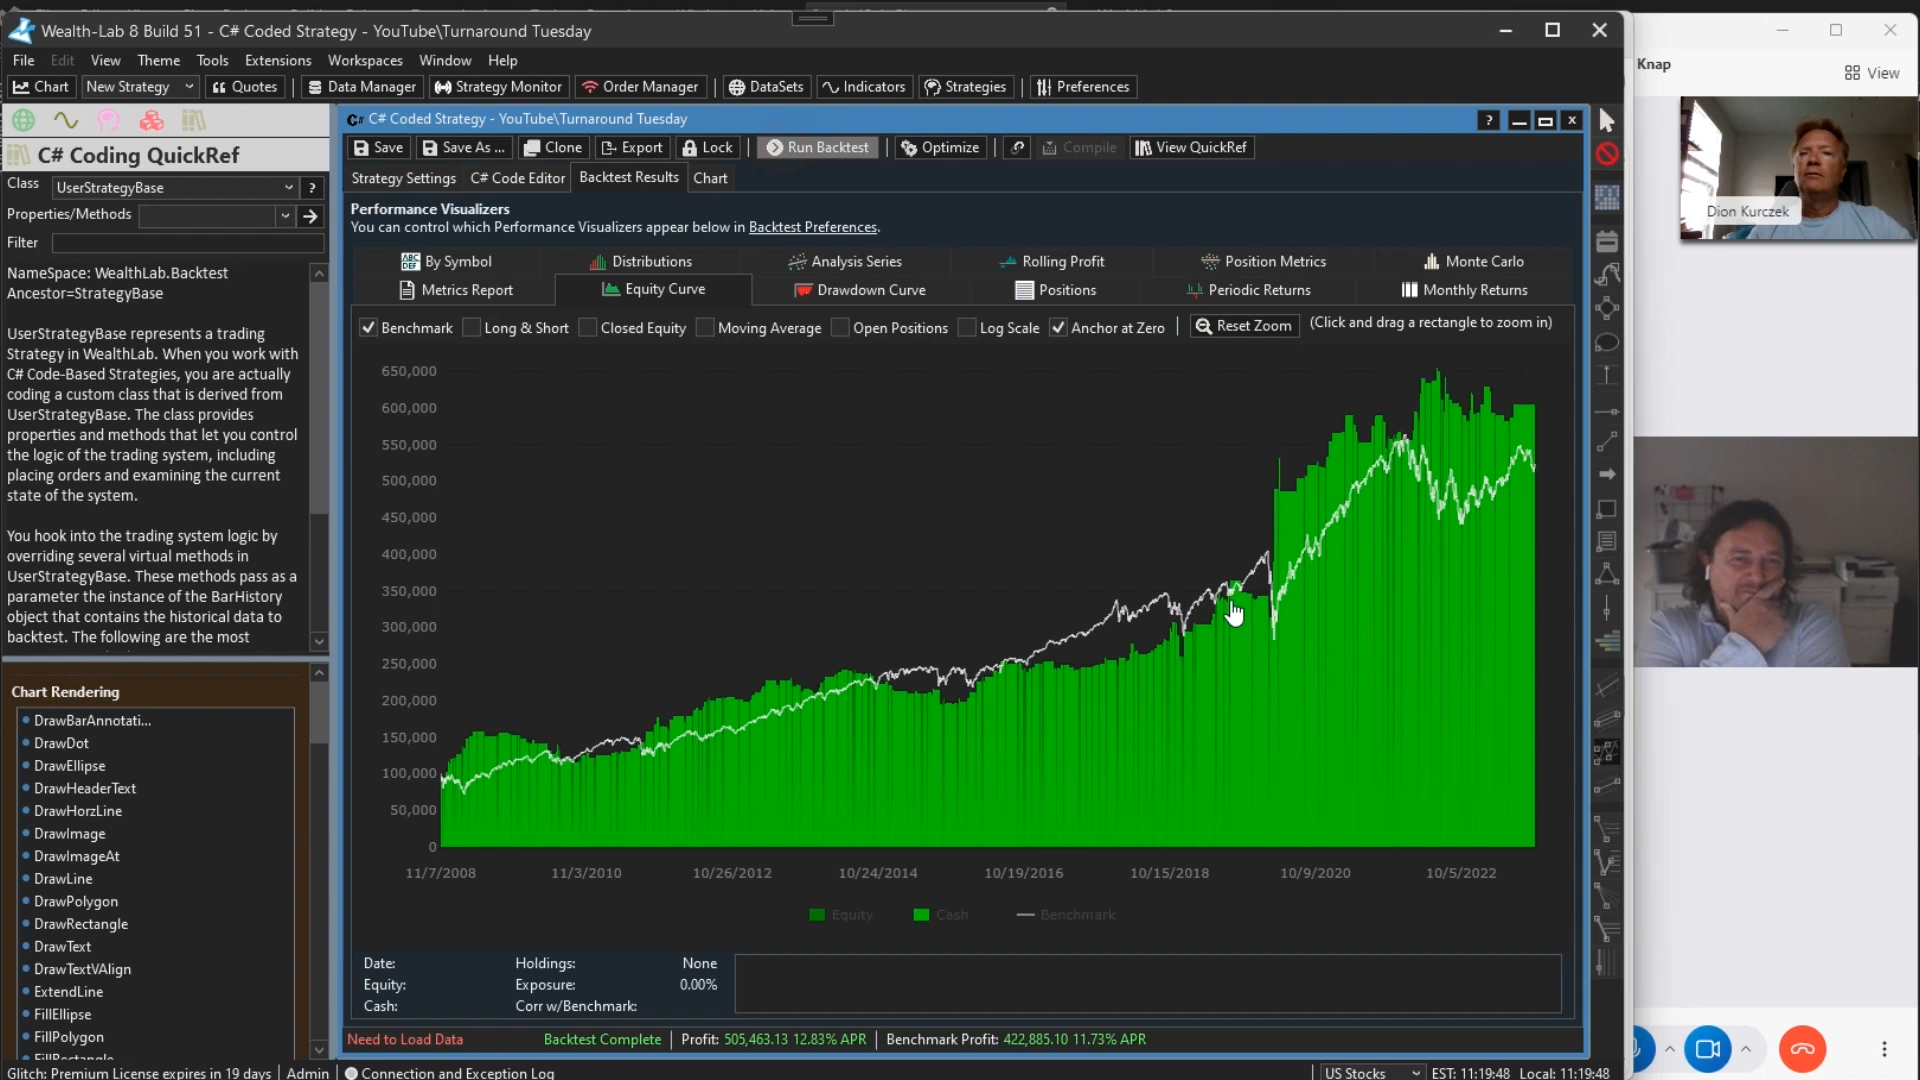 Wealth-Lab 8 Build 51 - C# Coded Strategy - YouTube\Turnaround Tuesday
File Edit View Theme Tools Extensions Workspaces Window Help
Chart New Strategy Quotes Data Manager Strategy Monitor Order Manager DataSets Indicators Strategies Preferences
C# Coding QuickRef
Class UserStrategyBase ?
Properties/Methods
Filter
NameSpace: WealthLab.Backtest
Ancestor=StrategyBase
UserStrategyBase represents a trading
Strategy in WealthLab. When you work with
C# Code-Based Strategies, you are actually
coding a custom class that is derived from
UserStrategyBase. The class provides
properties and methods that let you control
the logic of the trading system, including
placing orders and examining the current
state of the system.
You hook into the trading system logic by
overriding several virtual methods in
UserStrategyBase. These methods pass as a
parameter the instance of the BarHistory
object that contains the historical data to
backtest. The following are the most
Chart Rendering
DrawBarAnnotati...
DrawDot
DrawEllipse
DrawHeaderText
DrawHorzLine
DrawImage
DrawImageAt
DrawLine
DrawPolygon
DrawRectangle
DrawText
DrawTextVAlign
ExtendLine
FillEllipse
FillPolygon
FillRectangle
C# C# Coded Strategy - YouTube\Turnaround Tuesday ?
Save Save As ... Clone Export Lock Run Backtest Optimize Compile View QuickRef
Strategy Settings C# Code Editor Backtest Results Chart
Performance Visualizers
You can control which Performance Visualizers appear below in Backtest Preferences.
By Symbol Distributions Analysis Series Rolling Profit Position Metrics Monte Carlo
Metrics Report Equity Curve Drawdown Curve Positions Periodic Returns Monthly Returns
Benchmark Long & Short Closed Equity Moving Average Open Positions Log Scale Anchor at Zero Reset Zoom (Click and drag a rectangle to zoom in)
650,000
600,000
550,000
500,000
450,000
400,000
350,000
300,000
250,000
200,000
150,000
100,000
50,000
0
11/7/2008 11/3/2010 10/26/2012 10/24/2014 10/19/2016 10/15/2018 10/9/2020 10/5/2022
Equity Cash Benchmark
Date: Holdings: None
Equity: Exposure: 0.00%
Cash: Corr w/Benchmark:
Need to Load Data Backtest Complete Profit: 505,463.13 12.83% APR Benchmark Profit: 422,885.10 11.73% APR
Glitch: Premium License expires in 19 days Admin Connection and Exception Log US Stocks EST: 11:19:48 Local: 11:19:48
Knap
View
Dion Kurczek